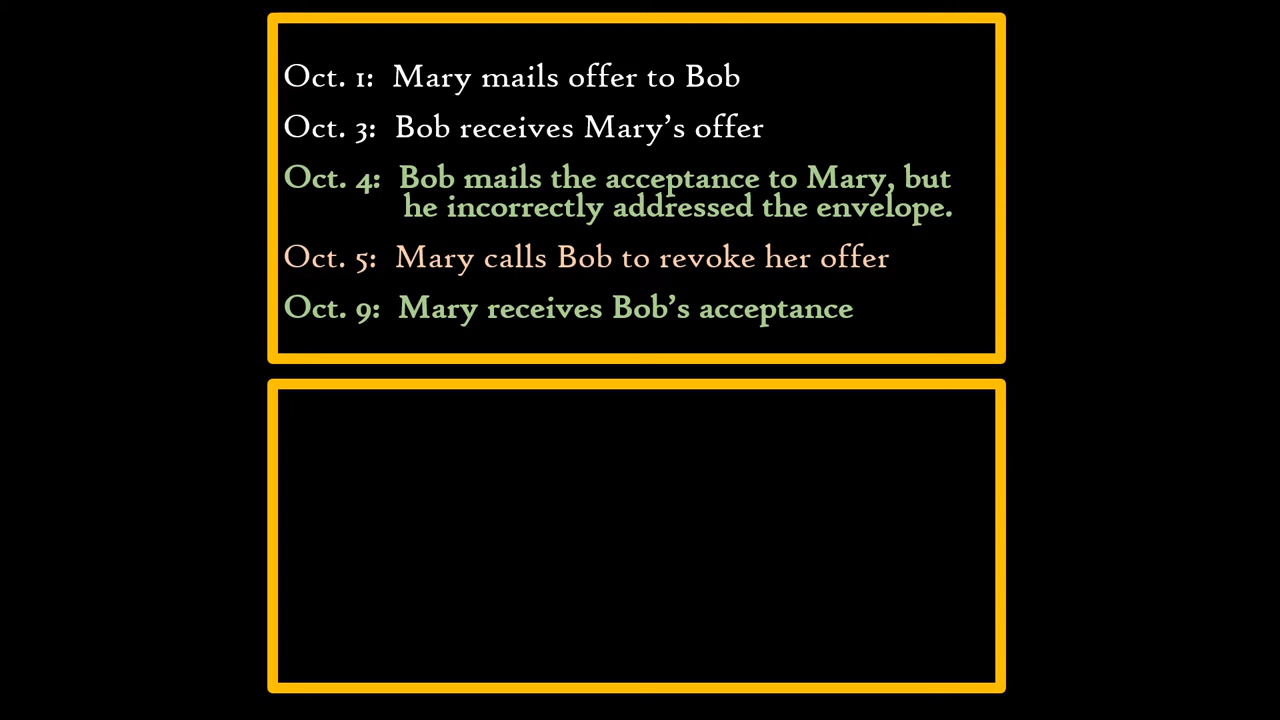 Oct. 1: Mary mails offer to Bob
Oct. 3: Bob receives Mary’s offer
Oct. 4: Bob mails the acceptance to Mary, but
he incorrectly addressed the envelope.
Oct. 5: Mary calls Bob to revoke her offer
Oct. 9: Mary receives Bob’s acceptance